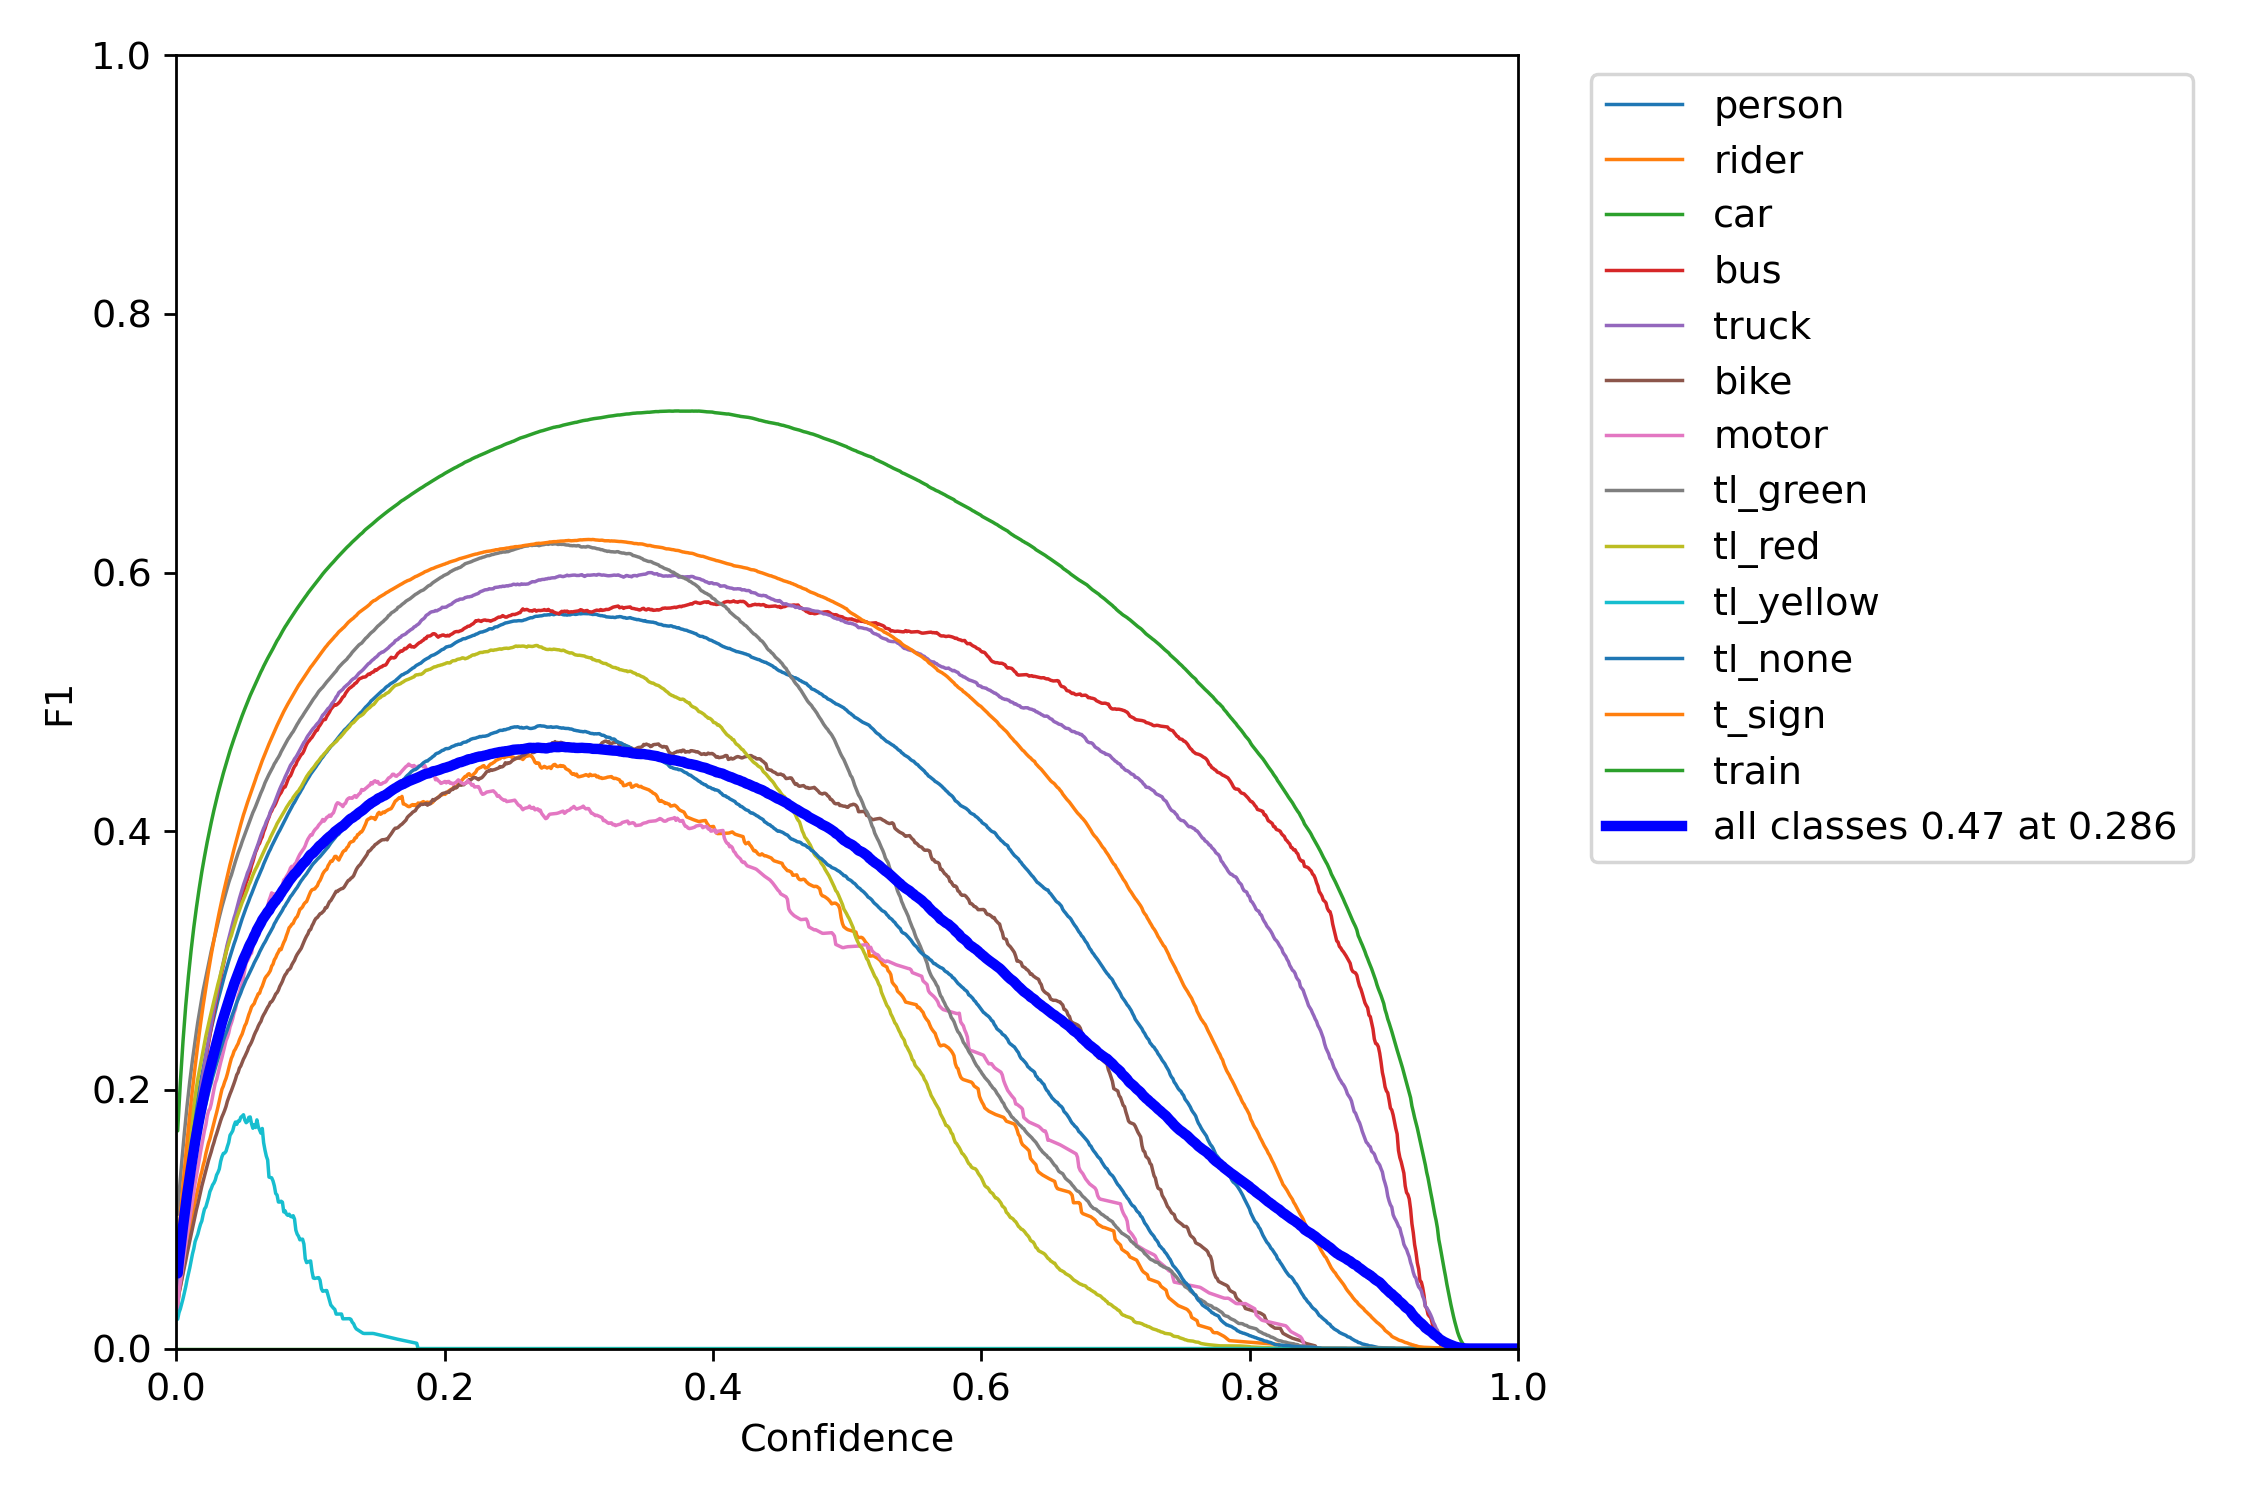 1.0
0.8
0.6
0.4
0.2
0.0
F1
0.0 0.2 0.4 0.6 0.8 1.0
Confidence
person
rider
car
bus
truck
bike
motor
tl_green
tl_red
tl_yellow
tl_none
t_sign
train
all classes 0.47 at 0.286